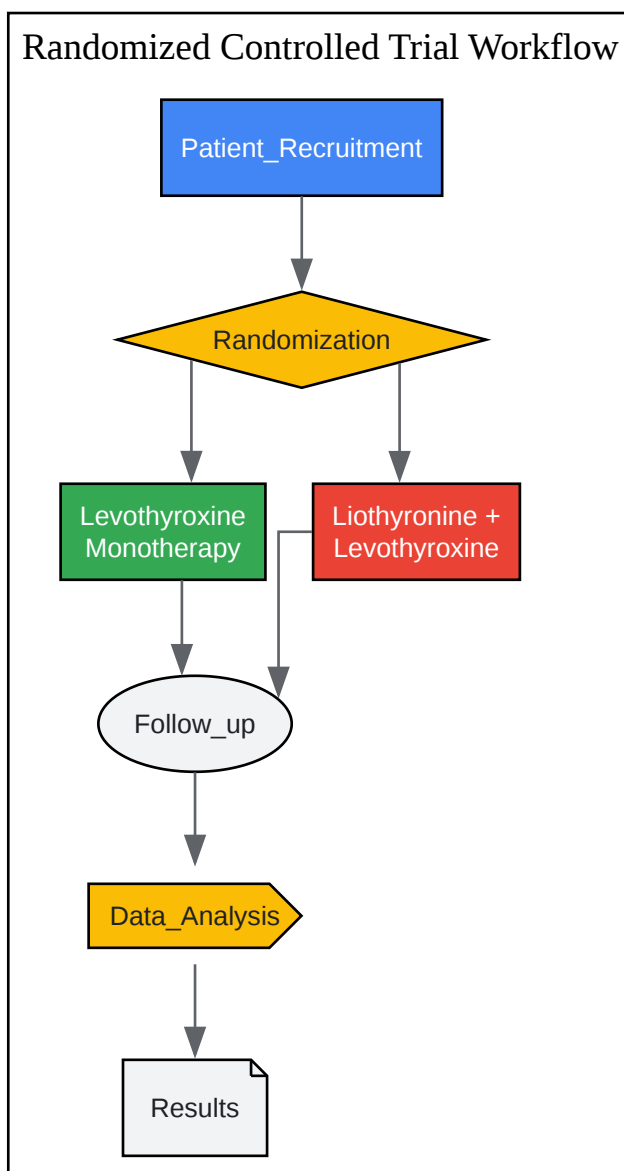 Randomized Controlled Trial Workflow
Patient_Recruitment
Randomization
Levothyroxine
Monotherapy
Liothyronine +
Levothyroxine
Follow_up
Data_Analysis
Results